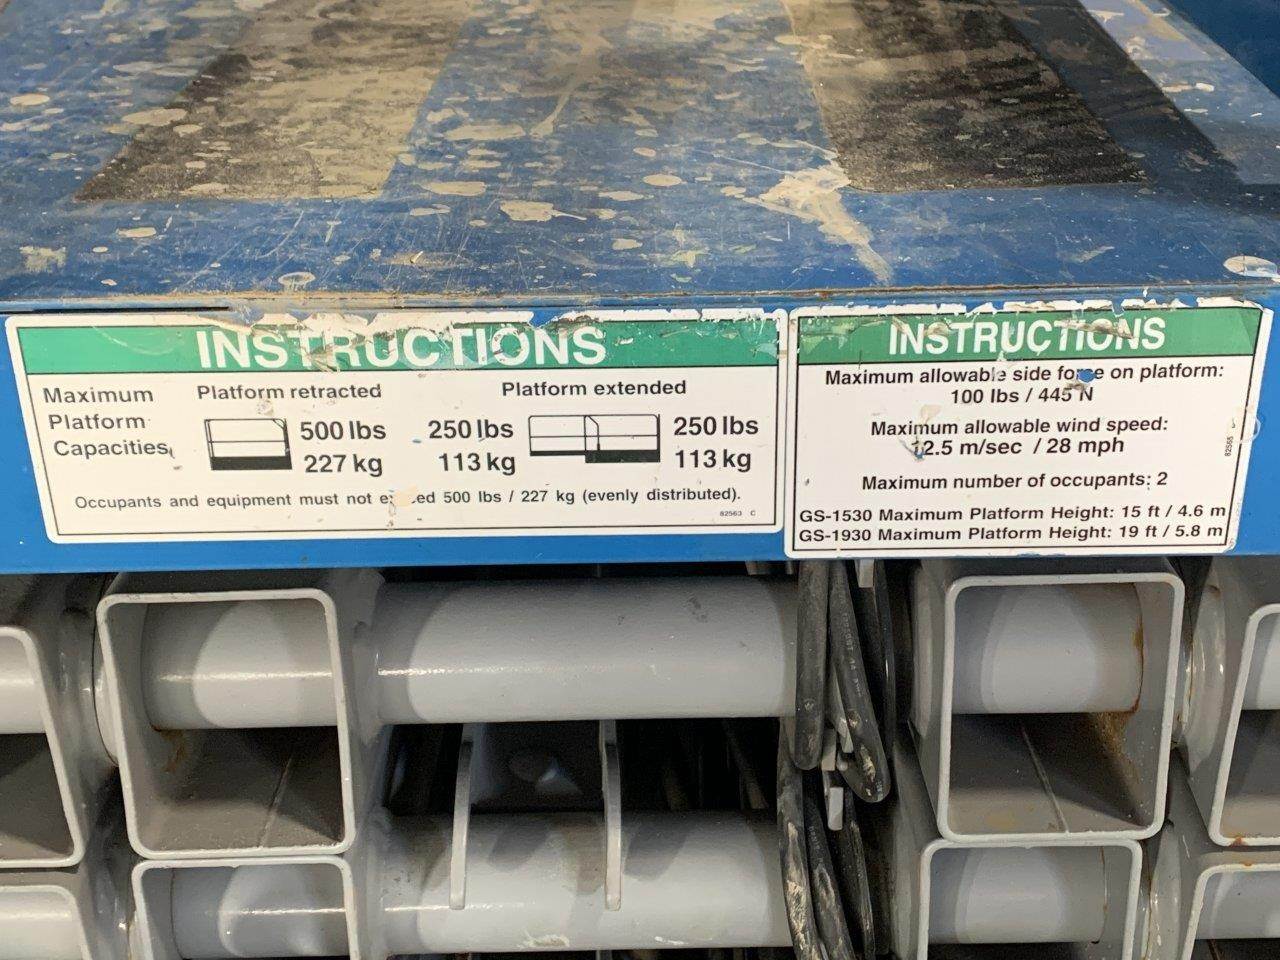 INSTRUCTIONS
Maximum Platform Capacities
Platform retracted
500 lbs
227 kg
Platform extended
250 lbs
113 kg
250 lbs
113 kg
Occupants and equipment must not exceed 500 lbs / 227 kg (evenly distributed).
82563 C
INSTRUCTIONS
Maximum allowable side force on platform:
100 lbs / 445 N
Maximum allowable wind speed:
12.5 m/sec / 28 mph
Maximum number of occupants: 2
GS-1530 Maximum Platform Height: 15 ft / 4.6 m
GS-1930 Maximum Platform Height: 19 ft / 5.8 m